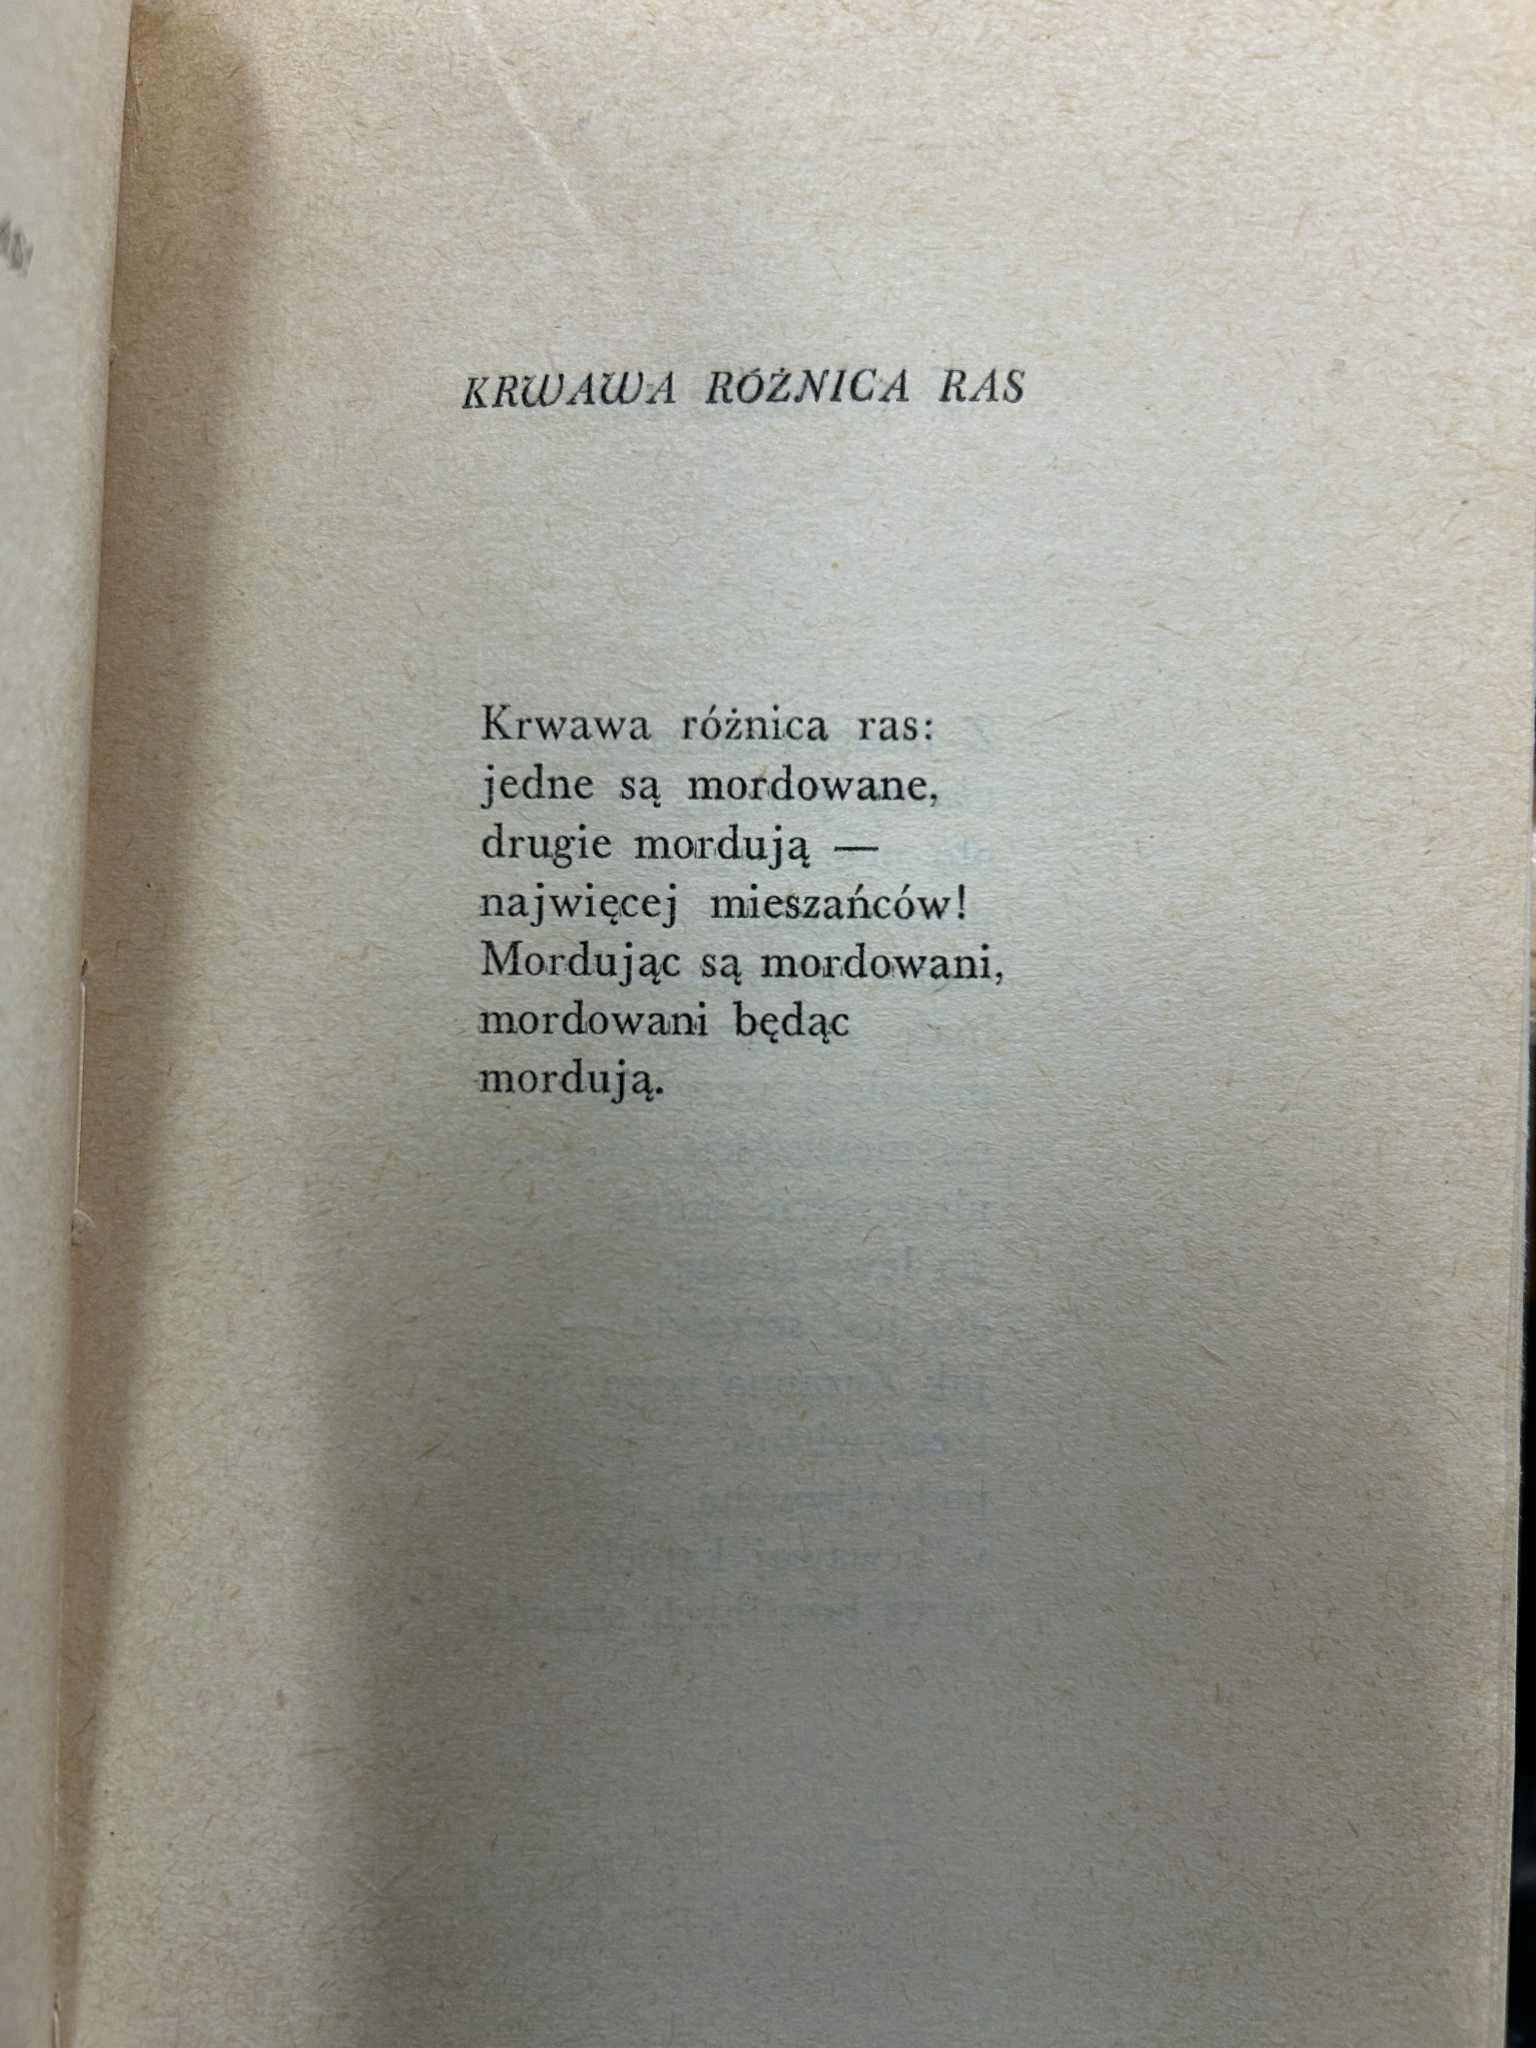 KRWAWA RÓŻNICA RAS
Krwawa różnica ras:
jedne są mordowane,
drugie mordują —
najwięcej mieszańców!
Mordując są mordowani,
mordowani będąc
mordują.